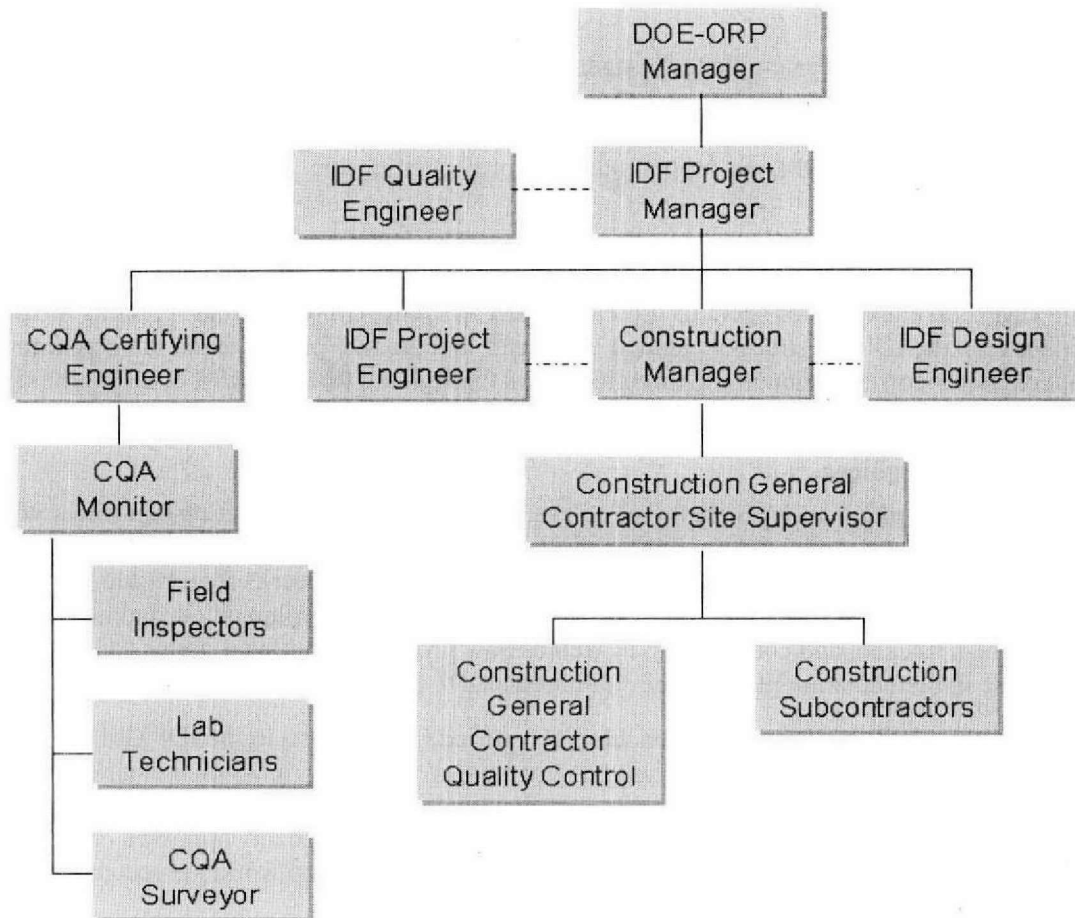 DOE-ORP
Manager
IDF Quality
Engineer
IDF Project
Manager
CQA Certifying
Engineer
IDF Project
Engineer
Construction
Manager
IDF Design
Engineer
CQA
Monitor
Construction General
Contractor Site Supervisor
Field
Inspectors
Lab
Technicians
CQA
Surveyor
Construction
General
Contractor
Quality Control
Construction
Subcontractors